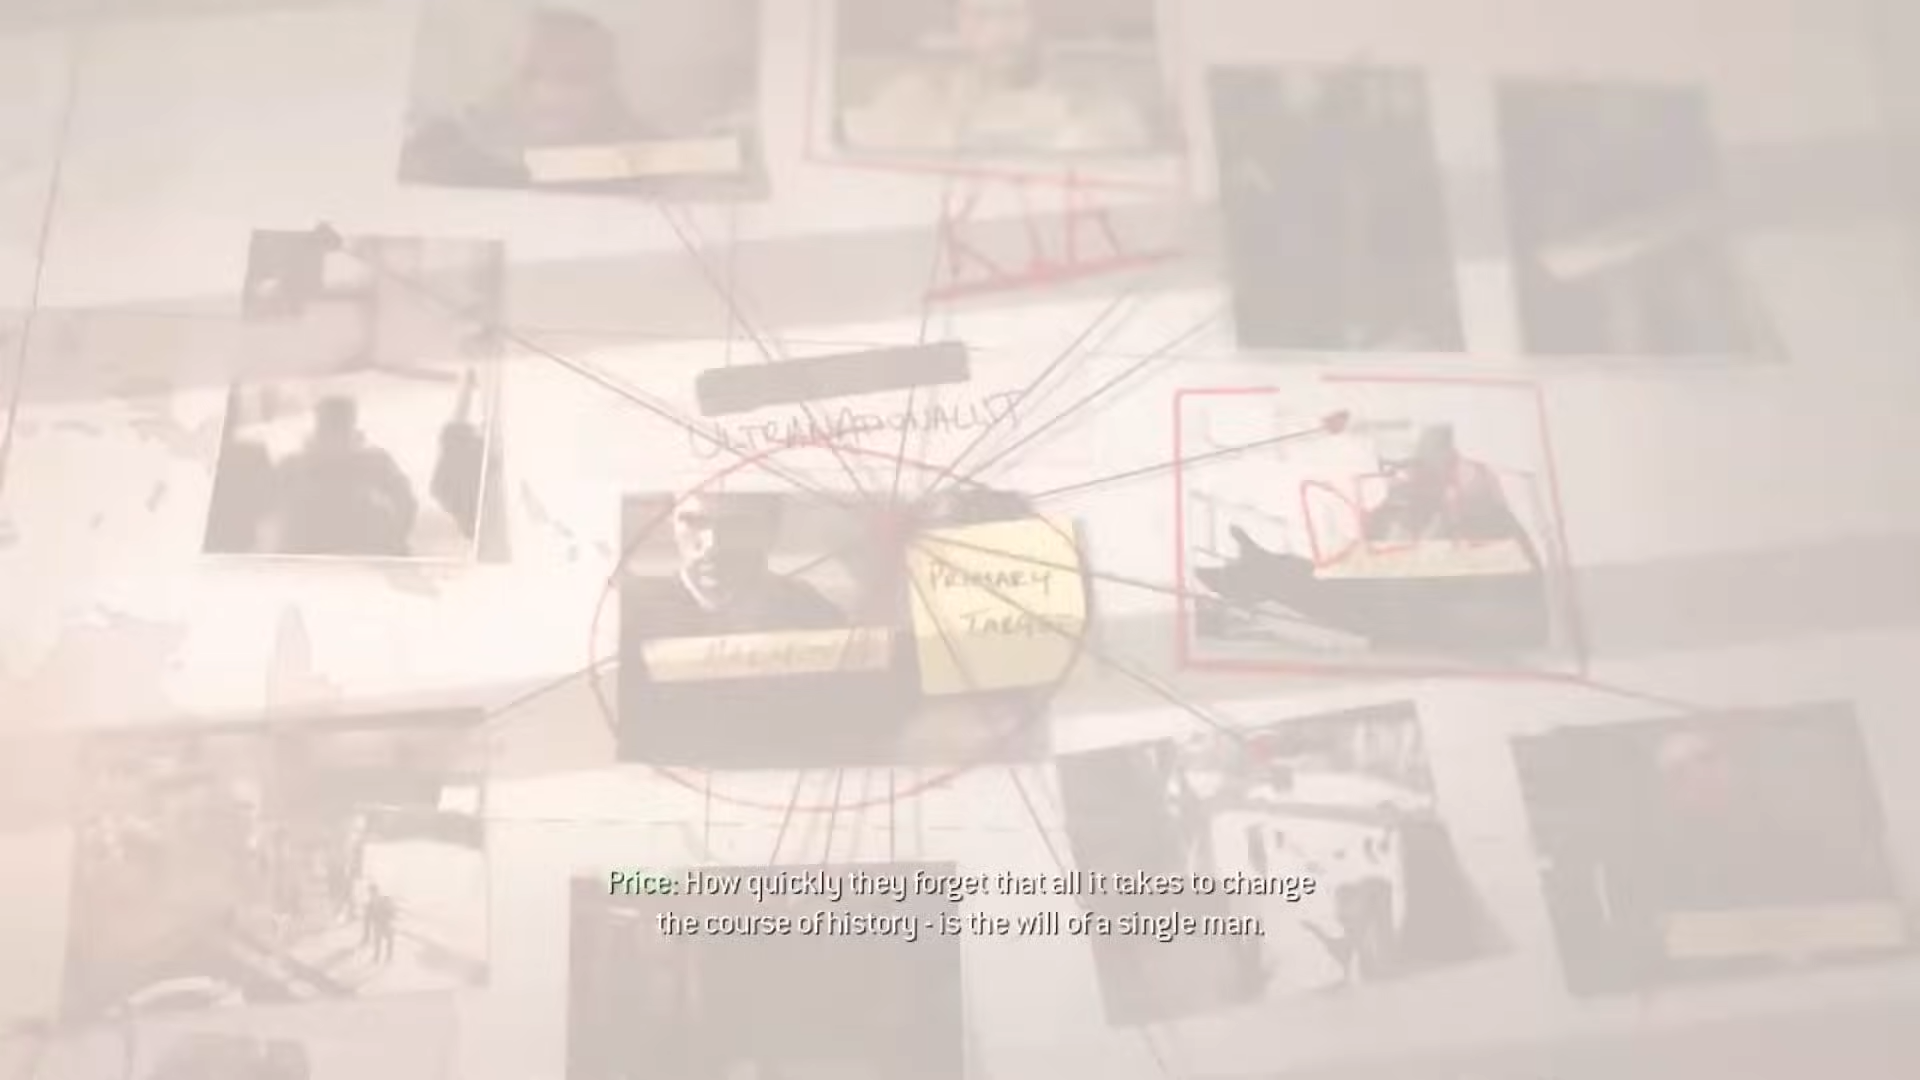 ULTRANATIONALIST
PRIMARY
TARGET
Price: How quickly they forget that all it takes to change
the course of history - is the will of a single man.